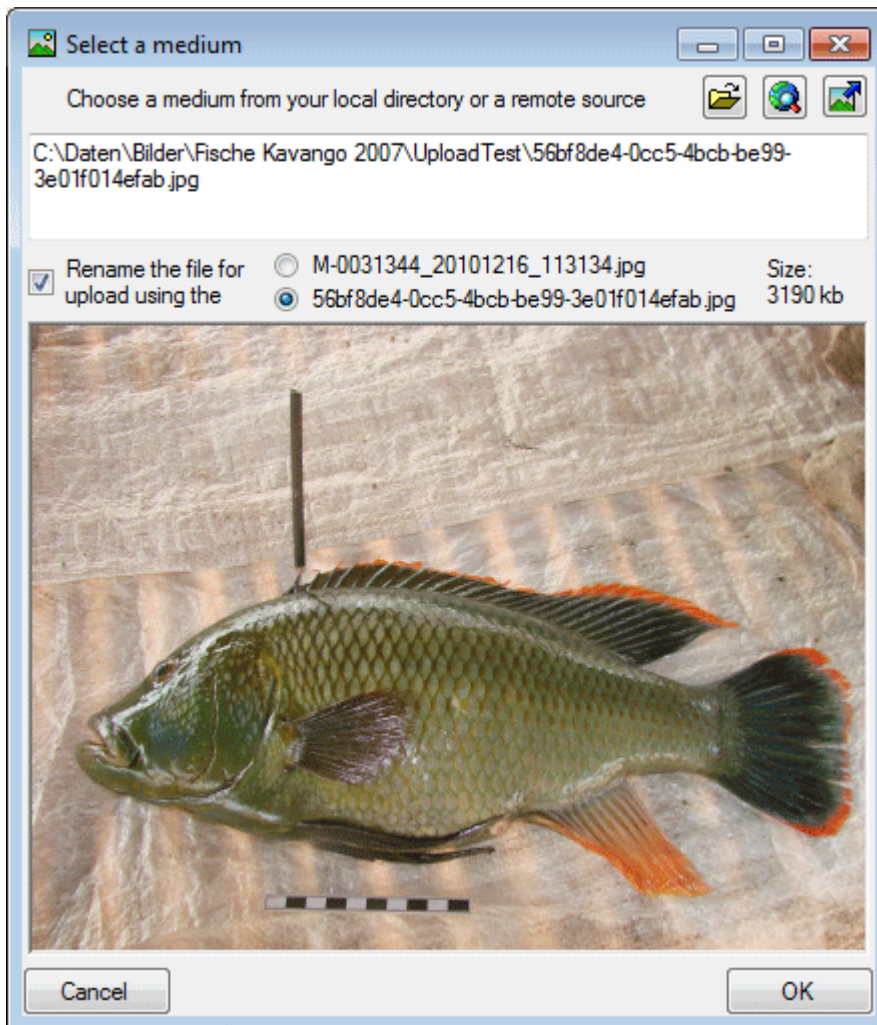 Select a medium
Choose a medium from your local directory or a remote source
C:\Daten\Bilder\Fische Kavango 2007\UploadTest\56bf8de4-0cc5-4bcb-be99-
3e01f014efab.jpg
Rename the file for
upload using the
M-0031344_20101216_113134.jpg
56bf8de4-0cc5-4bcb-be99-3e01f014efab.jpg
Size:
3190 kb
Cancel
OK